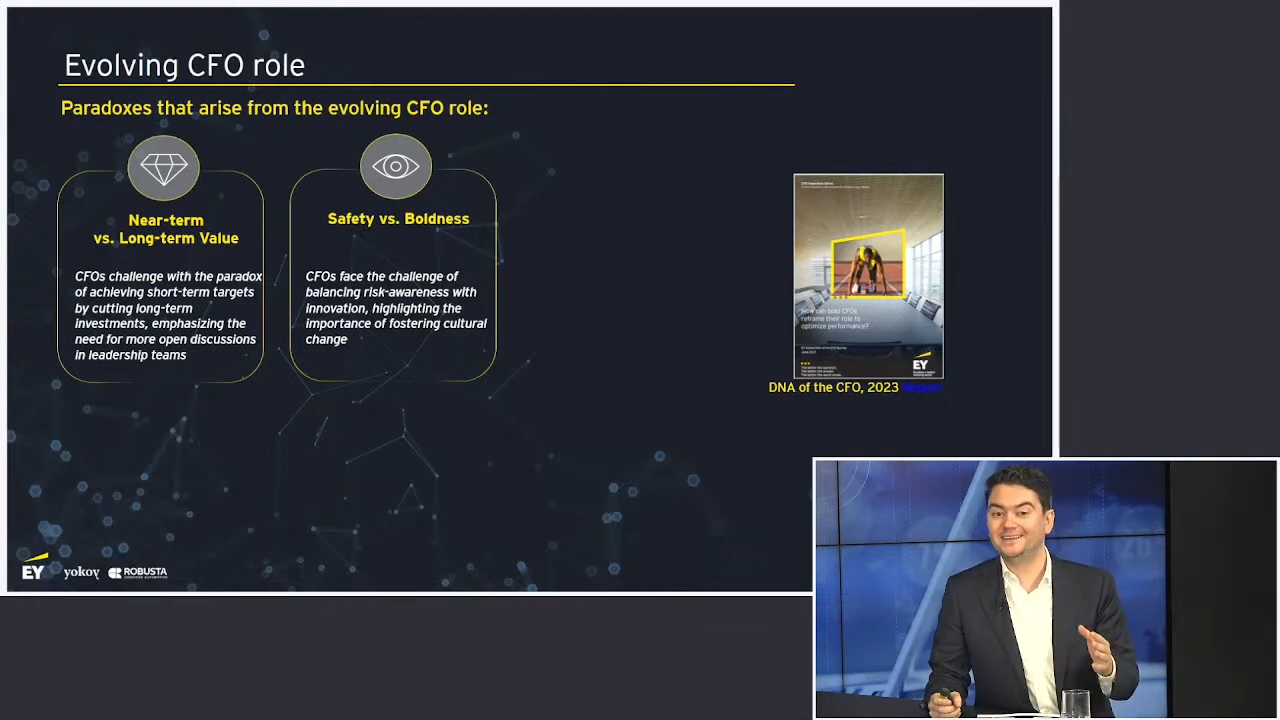 Evolving CFO role
Paradoxes that arise from the evolving CFO role:
Near-term
vs. Long-term Value
CFOs challenge with the paradox
of achieving short-term targets
by cutting long-term
investments, emphasizing the
need for more open discussions
in leadership teams
Safety vs. Boldness
CFOs face the challenge of
balancing risk-awareness with
innovation, highlighting the
importance of fostering cultural
change
How can bold CFOs
reframe their role to
optimize performance?
EY
DNA of the CFO, 2023
EY
yokoy
ROBUSTA